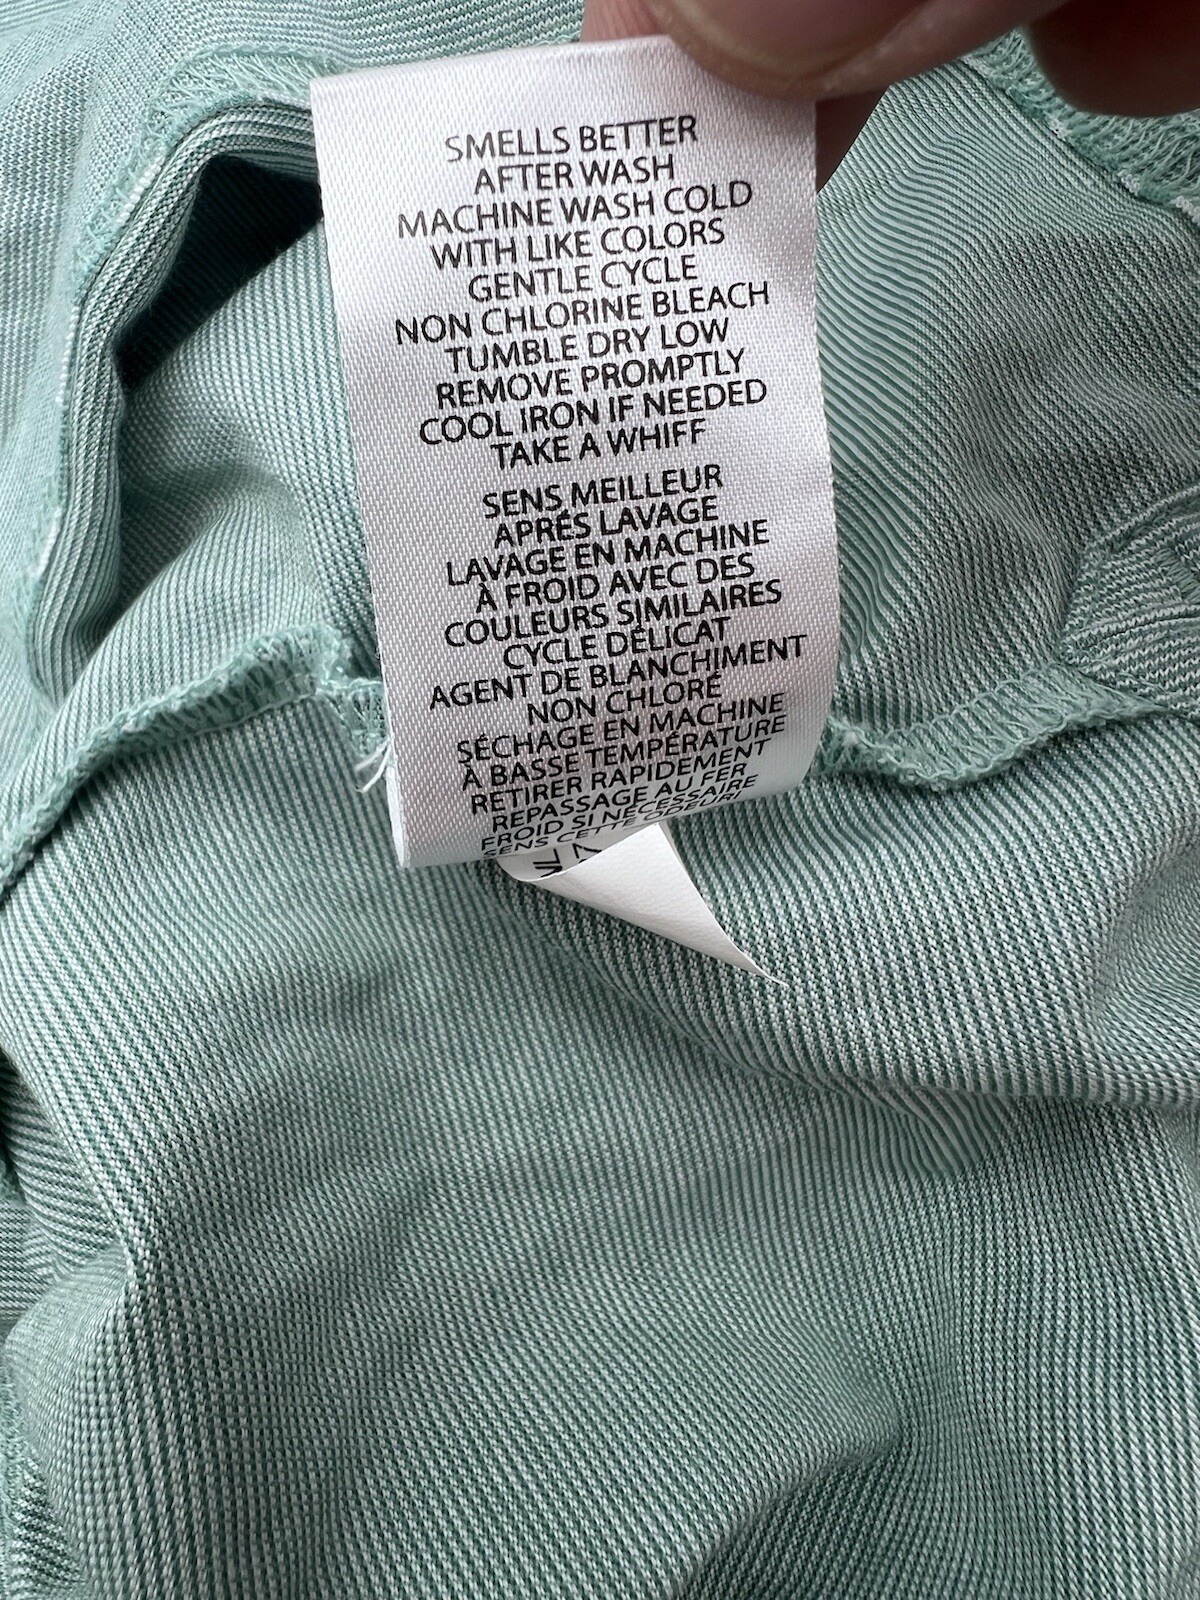 SMELLS BETTER
AFTER WASH
MACHINE WASH COLD
WITH LIKE COLORS
GENTLE CYCLE
NON CHLORINE BLEACH
TUMBLE DRY LOW
REMOVE PROMPTLY
COOL IRON IF NEEDED
TAKE A WHIFF
SENS MEILLEUR
APRÉS LAVAGE
LAVAGE EN MACHINE
À FROID AVEC DES
COULEURS SIMILAIRES
CYCLE DÉLICAT
AGENT DE BLANCHIMENT
NON CHLORÉ
SÉCHAGE EN MACHINE
À BASSE TEMPÉRATURE
RETIRER RAPIDEMENT
REPASSAGE AU FER
FROID SI NÉCESSAIRE
SENS CETTE ODEUR!